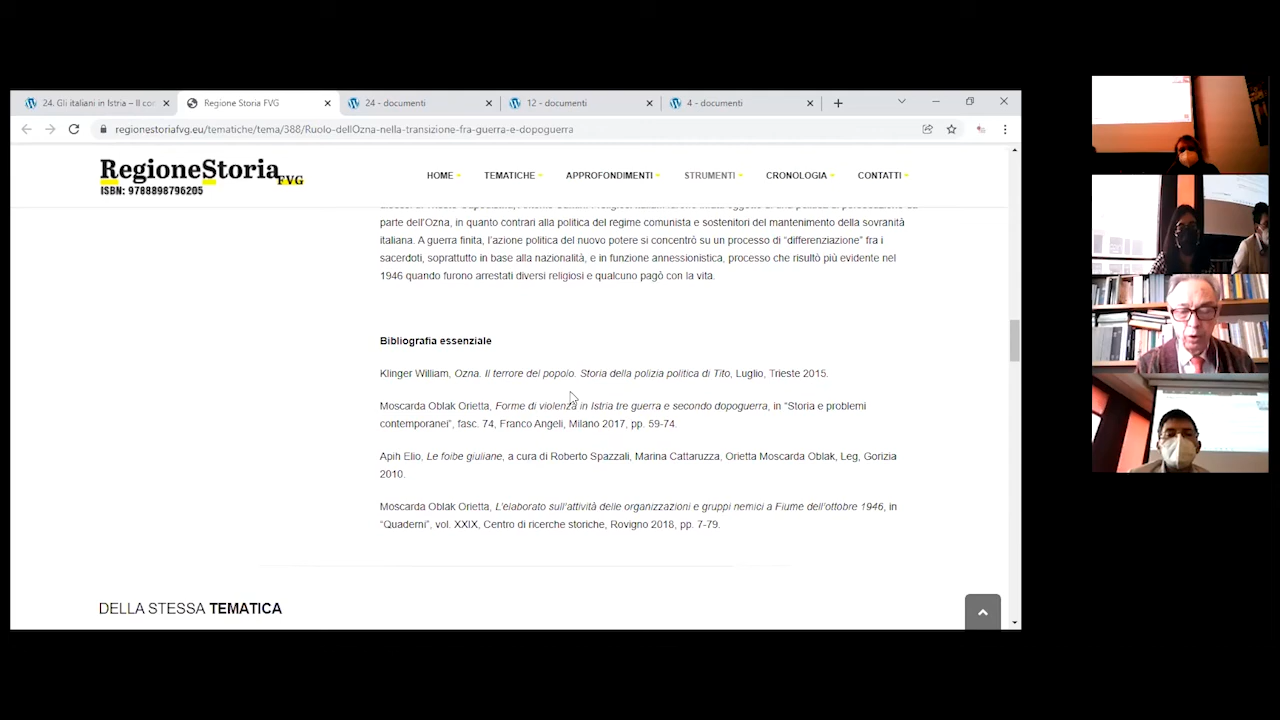 24. Gli italiani in Istria – Il co
Regione Storia FVG
24 - documenti
12 - documenti
4 - documenti
regionestoriafvg.eu/tematiche/tema/388/Ruolo-dellOzna-nella-transizione-fra-guerra-e-dopoguerra
RegioneStoria FVG
ISBN: 9788898796205
HOME
TEMATICHE
APPROFONDIMENTI
STRUMENTI
CRONOLOGIA
CONTATTI
parte dell'Ozna, in quanto contrari alla politica del regime comunista e sostenitori del mantenimento della sovranità
italiana. A guerra finita, l'azione politica del nuovo potere si concentrò su un processo di “differenziazione” fra i
sacerdoti, soprattutto in base alla nazionalità, e in funzione annessionistica, processo che risultò più evidente nel
1946 quando furono arrestati diversi religiosi e qualcuno pagò con la vita.
Bibliografia essenziale
Klinger William, Ozna. Il terrore del popolo. Storia della polizia politica di Tito, Luglio, Trieste 2015.
Moscarda Oblak Orietta, Forme di violenza in Istria tre guerra e secondo dopoguerra, in “Storia e problemi
contemporanei”, fasc. 74, Franco Angeli, Milano 2017, pp. 59-74.
Apih Elio, Le foibe giuliane, a cura di Roberto Spazzali, Marina Cattaruzza, Orietta Moscarda Oblak, Leg, Gorizia
2010.
Moscarda Oblak Orietta, L'elaborato sull'attività delle organizzazioni e gruppi nemici a Fiume dell'ottobre 1946, in
“Quaderni”, vol. XXIX, Centro di ricerche storiche, Rovigno 2018, pp. 7-79.
DELLA STESSA TEMATICA